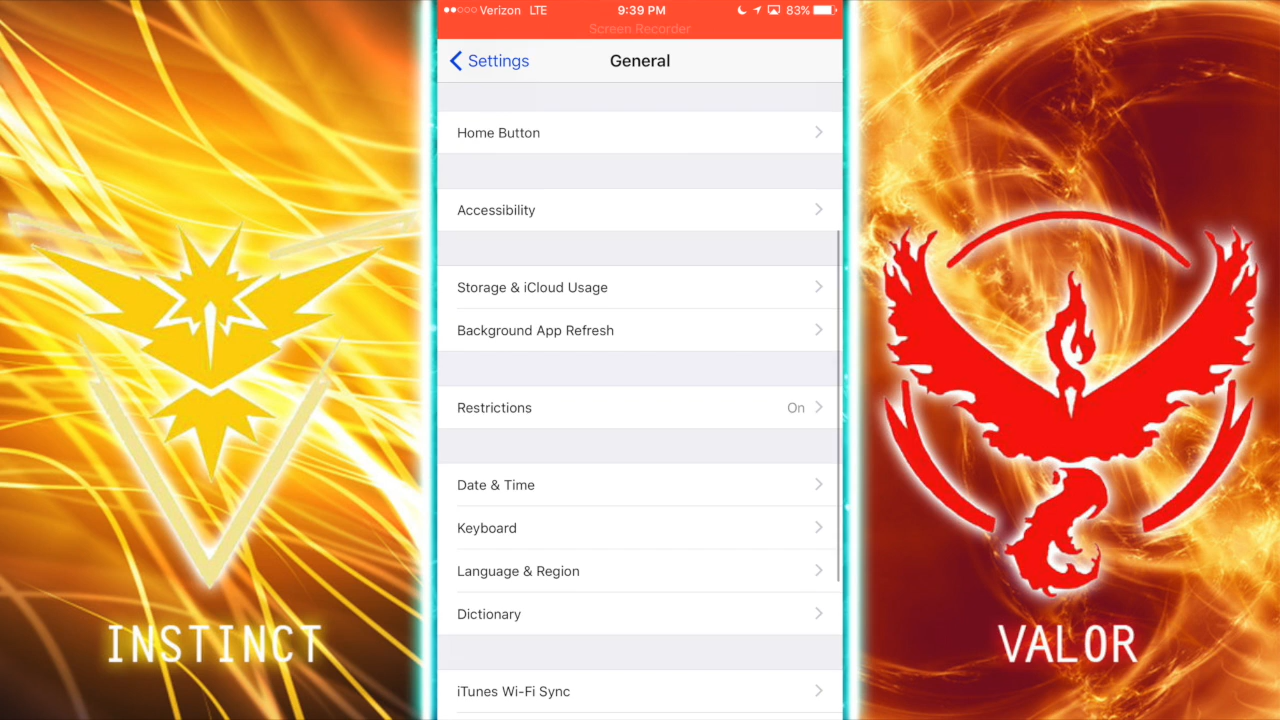 Verizon LTE 9:39 PM 83%
Screen Recorder
Settings General
Home Button
Accessibility
Storage & iCloud Usage
Background App Refresh
Restrictions On
Date & Time
Keyboard
Language & Region
Dictionary
INSTINCT
VALOR
iTunes Wi-Fi Sync